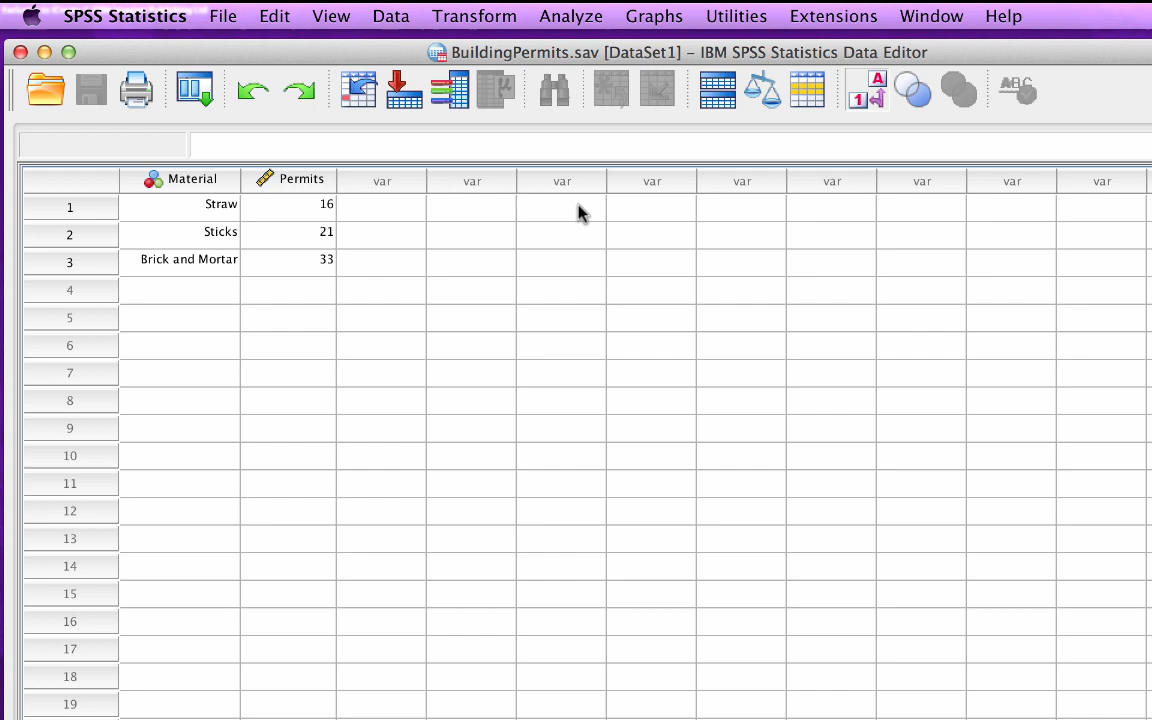 SPSS Statistics File Edit View Data Transform Analyze Graphs Utilities Extensions Window Help
BuildingPermits.sav [DataSet1] – IBM SPSS Statistics Data Editor
A
1
ABC
Material Permits var var var var var var var var var
1 Straw 16
2 Sticks 21
3 Brick and Mortar 33
4
5
6
7
8
9
10
11
12
13
14
15
16
17
18
19